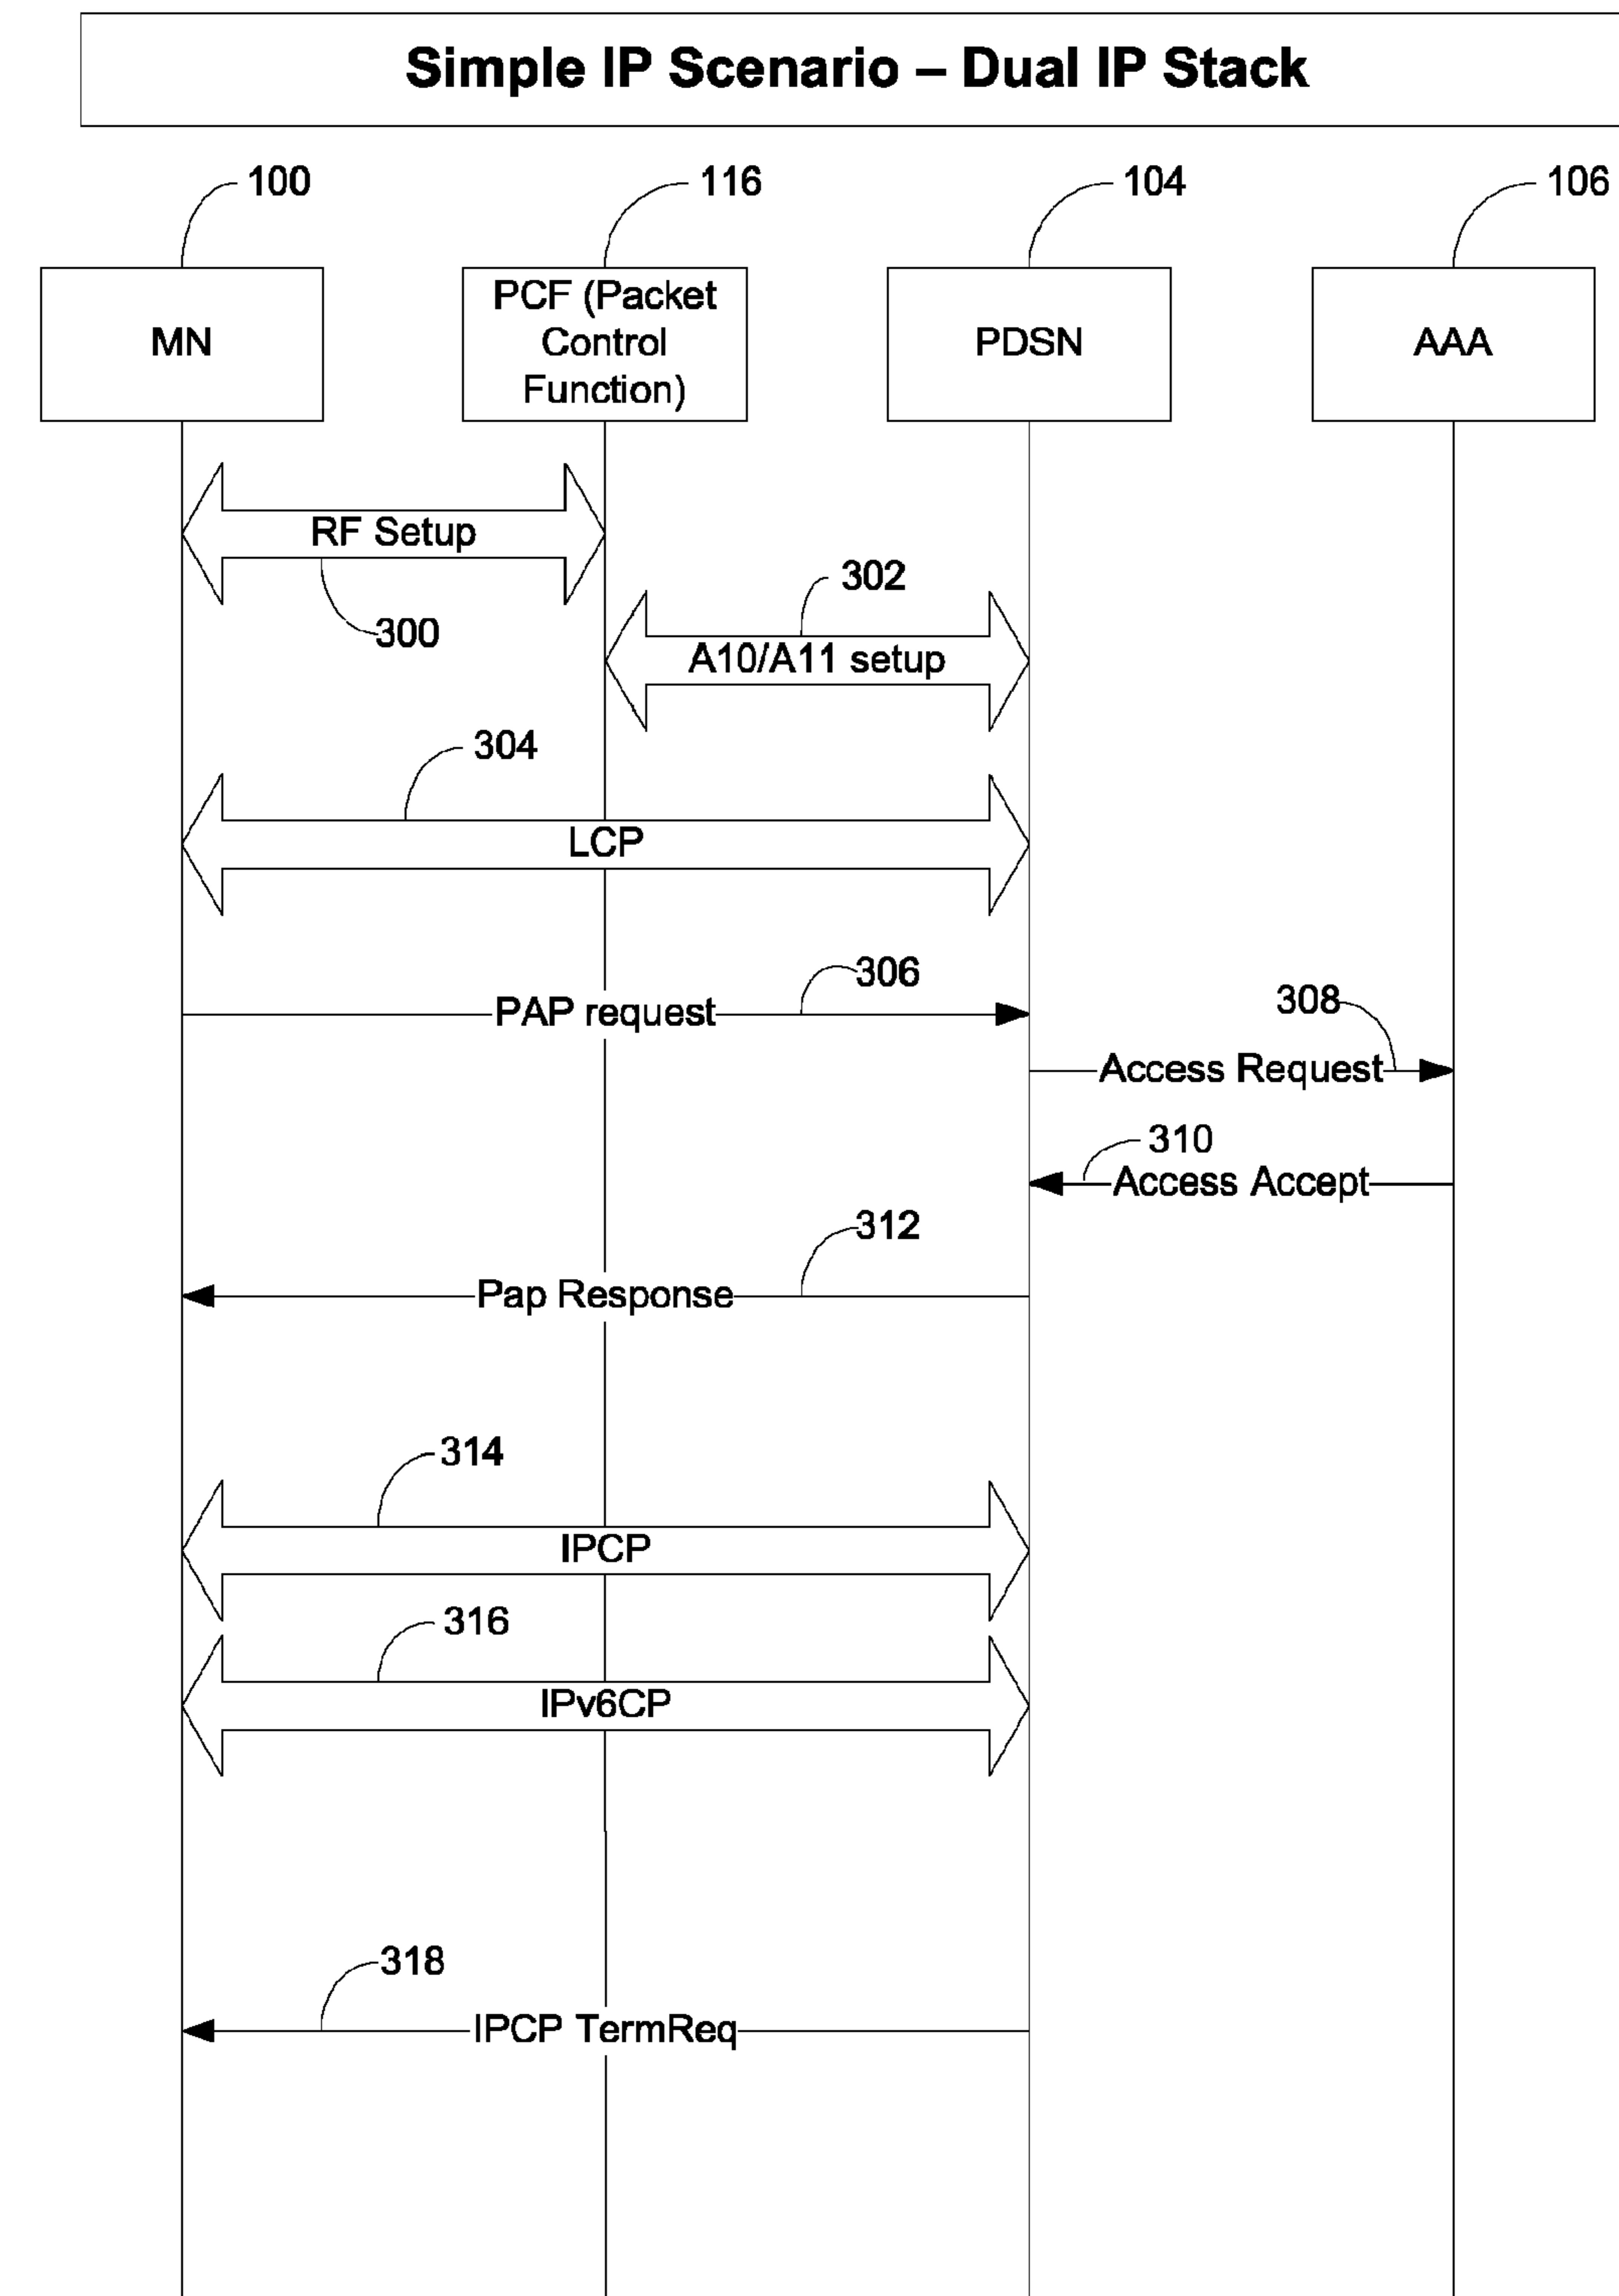 Simple IP Scenario – Dual IP Stack
100
116
104
106
MN
PCF (Packet
Control
Function)
PDSN
AAA
RF Setup
300
302
A10/A11 setup
304
LCP
306
PAP request
308
Access Request
310
Access Accept
312
Pap Response
314
IPCP
316
IPv6CP
318
IPCP TermReq